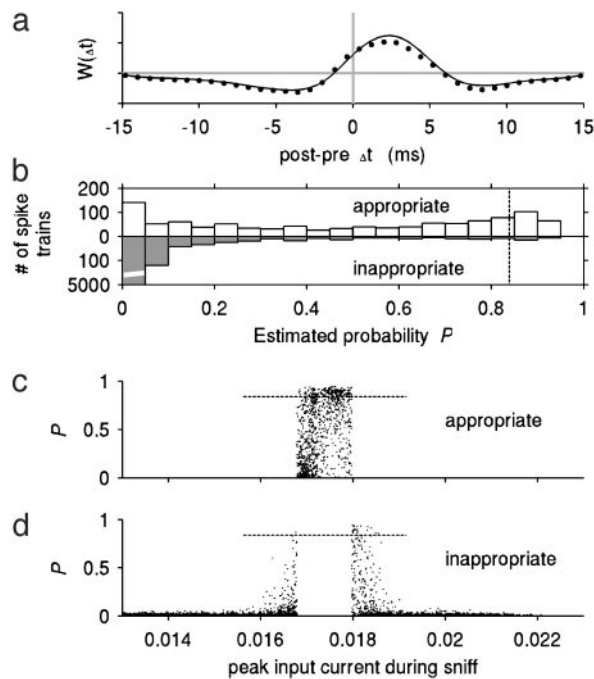 a
W(Δt)
-15 -10 -5 0 5 10 15
post-pre Δt (ms)
b
# of spike
trains
200
100
0
100
5000
appropriate
inappropriate
0 0.2 0.4 0.6 0.8 1
Estimated probability P
c
P
1
0.5
0
appropriate
d
P
1
0.5
0
inappropriate
0.014 0.016 0.018 0.02 0.022
peak input current during sniff